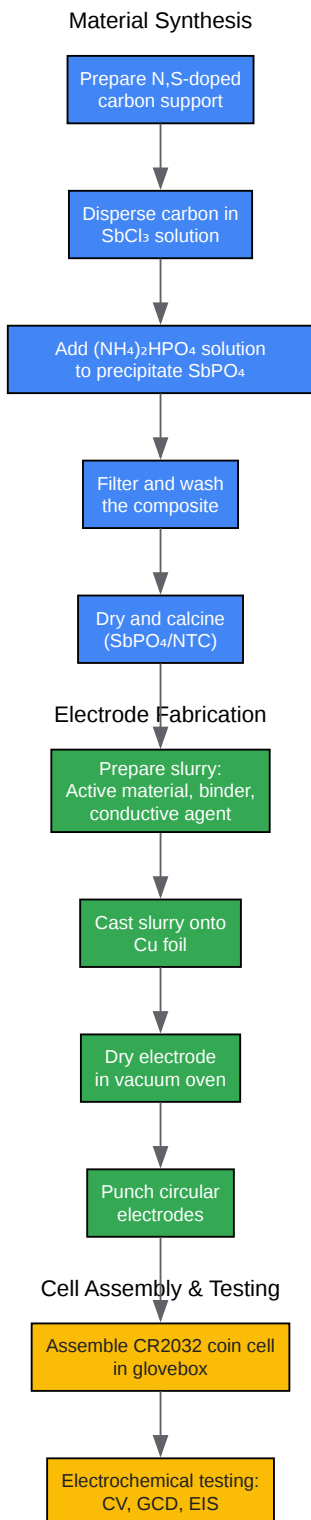 Material Synthesis
Prepare N,S-doped
carbon support
Disperse carbon in
SbCl₃ solution
Add (NH₄)₂HPO₄ solution
to precipitate SbPO₄
Filter and wash
the composite
Dry and calcine
(SbPO₄/NTC)
Electrode Fabrication
Prepare slurry:
Active material, binder,
conductive agent
Cast slurry onto
Cu foil
Dry electrode
in vacuum oven
Punch circular
electrodes
Cell Assembly & Testing
Assemble CR2032 coin cell
in glovebox
Electrochemical testing:
CV, GCD, EIS